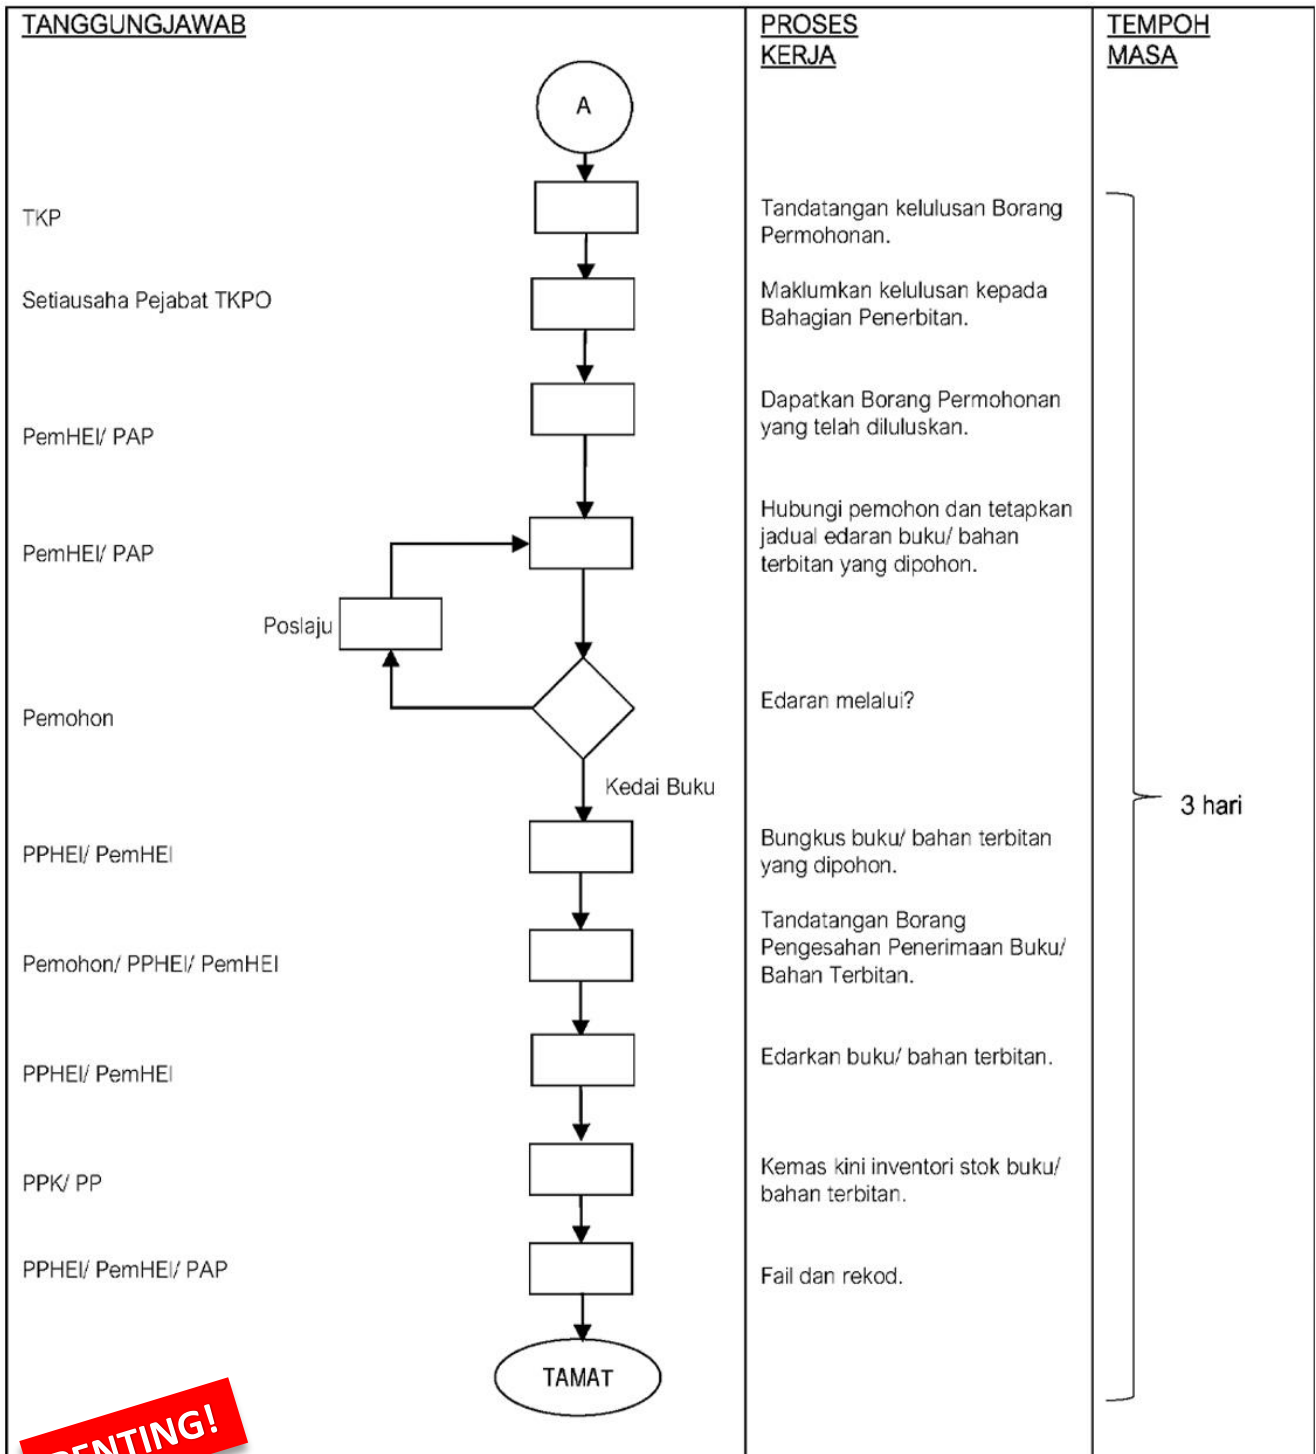 TANGGUNGJAWAB
PROSES
KERJA
TEMPOH
MASA
A
TKP
Tandatangan kelulusan Borang
Permohonan.
Setiausaha Pejabat TKPO
Maklumkan kelulusan kepada
Bahagian Penerbitan.
PemHEI/ PAP
Dapatkan Borang Permohonan
yang telah diluluskan.
PemHEI/ PAP
Hubungi pemohon dan tetapkan
jadual edaran buku/ bahan
terbitan yang dipohon.
Poslaju
Pemohon
Edaran melalui?
Kedai Buku
3 hari
PPHEI/ PemHEI
Bungkus buku/ bahan terbitan
yang dipohon.
Pemohon/ PPHEI/ PemHEI
Tandatangan Borang
Pengesahan Penerimaan Buku/
Bahan Terbitan.
PPHEI/ PemHEI
Edarkan buku/ bahan terbitan.
PPK/ PP
Kemas kini inventori stok buku/
bahan terbitan.
PPHEI/ PemHEI/ PAP
Fail dan rekod.
TAMAT
PENTING!